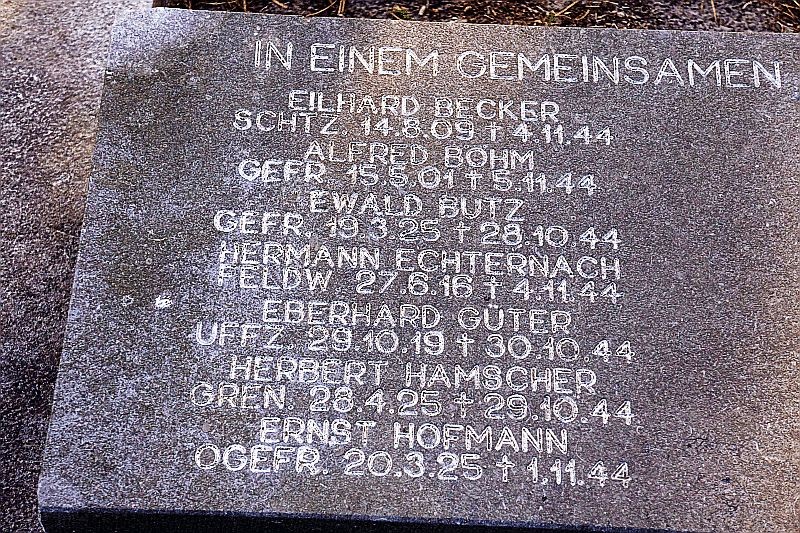 IN EINEM GEMEINSAMEN
EILHARD BECKER
SCHTZ. 14.8.09 † 4.11.44
ALFRED BÖHM
GEFR. 15.5.01 † 5.11.44
EWALD BUTZ
GEFR. 19.3.25 † 28.10.44
HERMANN ECHTERNACH
FELDW. 27.6.16 † 4.11.44
EBERHARD GÜTER
UFFZ. 29.10.19 † 30.10.44
HERBERT HAMSCHER
GREN. 28.4.25 † 29.10.44
ERNST HOFMANN
OGEFR. 20.3.25 † 1.11.44